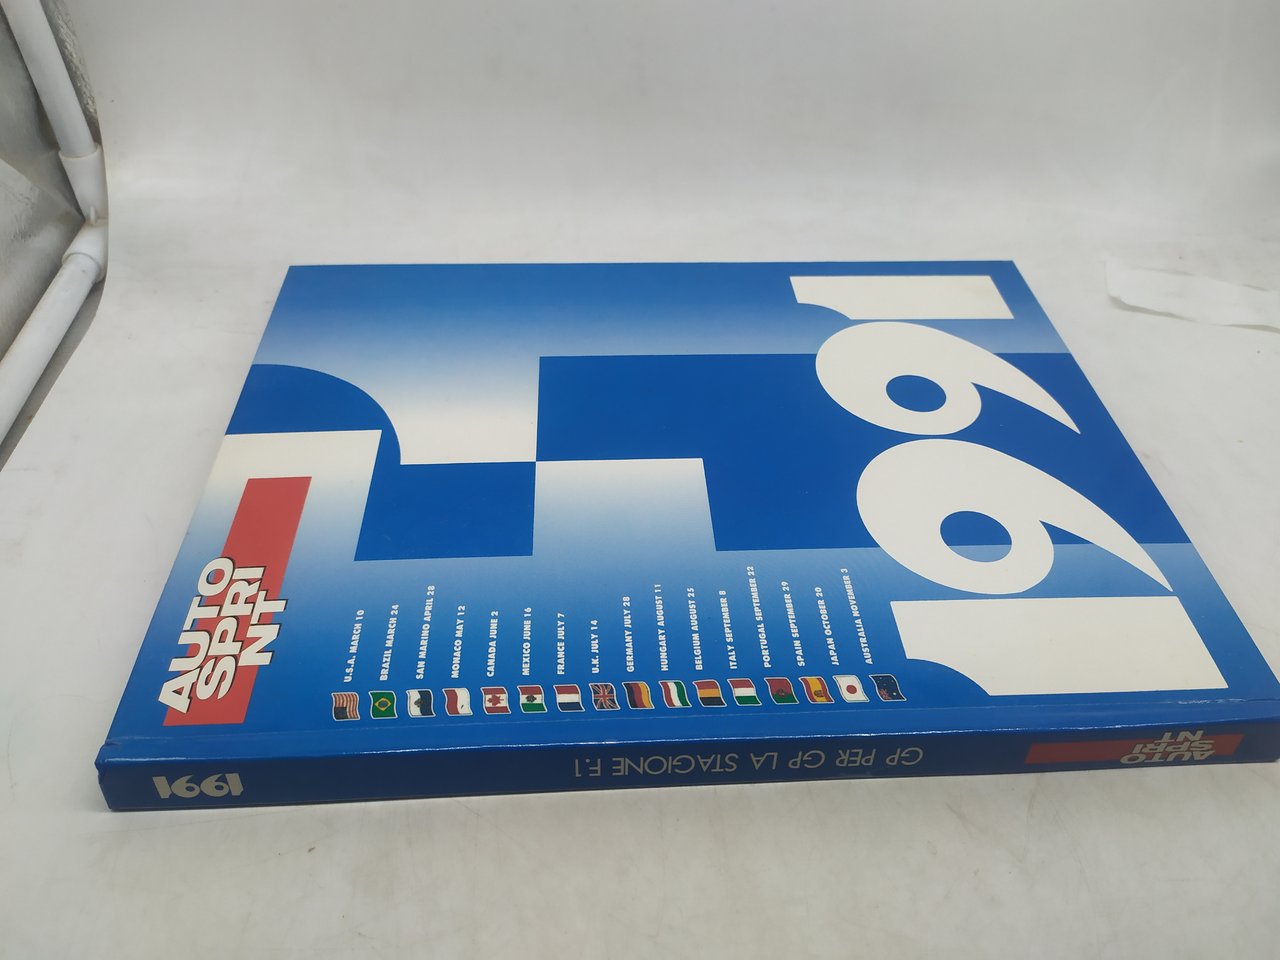 1991
AUTO
SPRI
NT
U.S.A. MARCH 10
BRAZIL MARCH 24
SAN MARINO APRIL 28
MONACO MAY 12
CANADA JUNE 2
MEXICO JUNE 16
FRANCE JULY 7
U.K. JULY 14
GERMANY JULY 28
HUNGARY AUGUST 11
BELGIUM AUGUST 25
ITALY SEPTEMBER 8
PORTUGAL SEPTEMBER 22
SPAIN SEPTEMBER 29
JAPAN OCTOBER 20
AUSTRALIA NOVEMBER 3
AUTO
SPRI
NT
GP PER GP LA STAGIONE F.1
1991